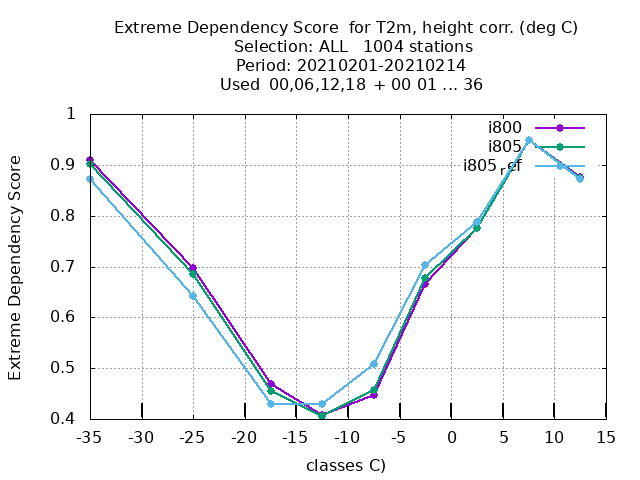 Extreme Dependency Score  for T2m, height corr. (deg C)
Selection: ALL   1004 stations
Period: 20210201-20210214
Used 00,06,12,18 + 00 01 ... 36
Extreme Dependency Score
1
0.9
0.8
0.7
0.6
0.5
0.4
i800
i805
i805ref
-35 -30 -25 -20 -15 -10 -5 0 5 10 15
classes C)